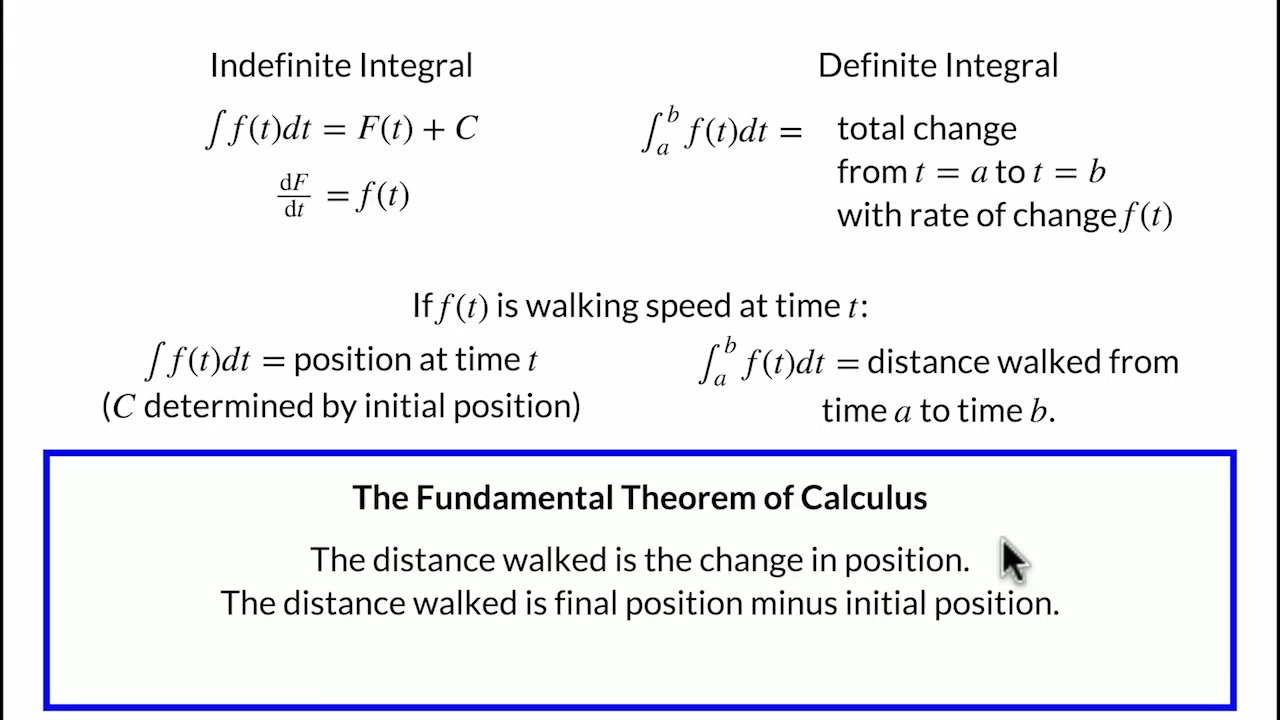 Indefinite Integral
∫ f(t)dt = F(t) + C
dF/dt = f(t)
Definite Integral
∫_a^b f(t)dt = total change
from t = a to t = b
with rate of change f(t)
If f(t) is walking speed at time t:
∫ f(t)dt = position at time t
(C determined by initial position)
∫_a^b f(t)dt = distance walked from
time a to time b.
The Fundamental Theorem of Calculus
The distance walked is the change in position.
The distance walked is final position minus initial position.